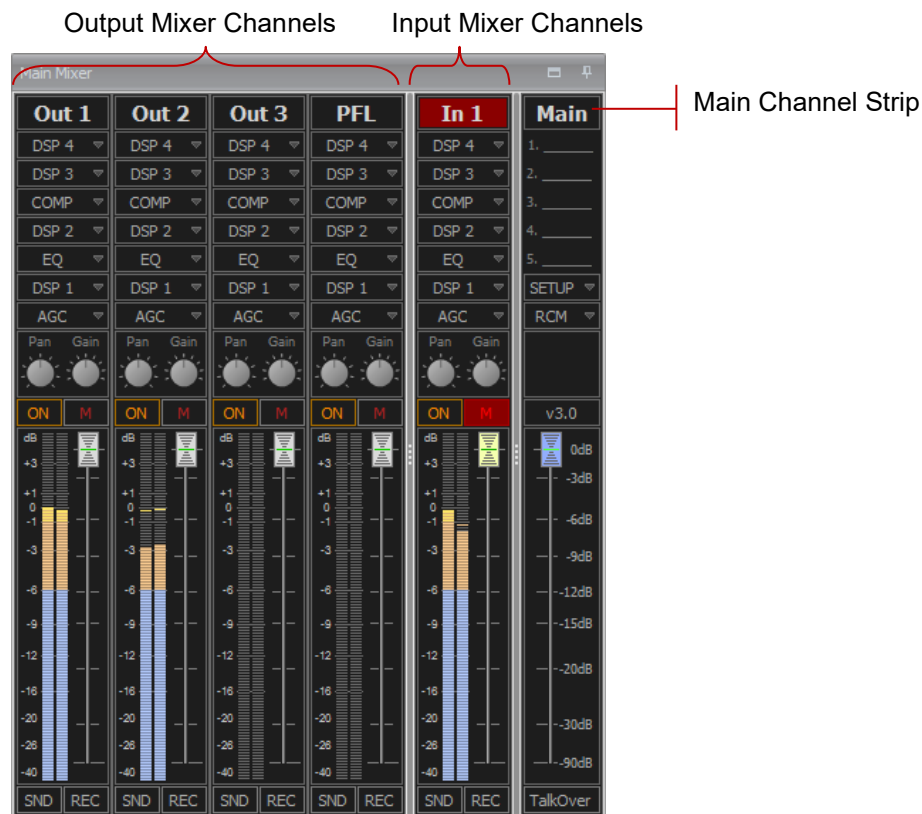 Output Mixer Channels Input Mixer Channels
Main Mixer
Main Channel Strip
Out 1 Out 2 Out 3 PFL In 1 Main
DSP 4 DSP 4 DSP 4 DSP 4 DSP 4 1.
DSP 3 DSP 3 DSP 3 DSP 3 DSP 3 2.
COMP COMP COMP COMP COMP 3.
DSP 2 DSP 2 DSP 2 DSP 2 DSP 2 4.
EQ EQ EQ EQ EQ 5.
DSP 1 DSP 1 DSP 1 DSP 1 DSP 1 SETUP
AGC AGC AGC AGC AGC RCM
Pan Gain Pan Gain Pan Gain Pan Gain Pan Gain
ON M ON M ON M ON M ON M v3.0
dB dB dB dB dB 0dB
+3 +3 +3 +3 +3 -3dB
+1 +1 +1 +1 +1
0 0 0 0 0
-1 -1 -1 -1 -1 -6dB
-3 -3 -3 -3 -3 -9dB
-6 -6 -6 -6 -6 -12dB
-9 -9 -9 -9 -9 -15dB
-12 -12 -12 -12 -12 -20dB
-16 -16 -16 -16 -16
-20 -20 -20 -20 -20 -30dB
-26 -26 -26 -26 -26
-40 -40 -40 -40 -40 -90dB
SND REC SND REC SND REC SND REC SND REC TalkOver